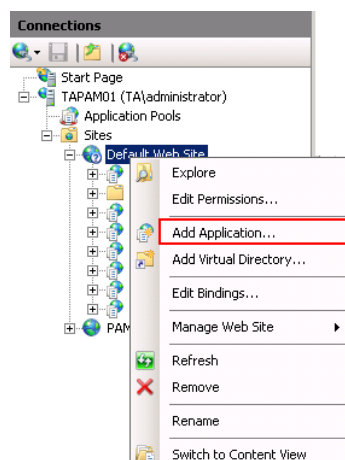 Connections
Start Page
TAPAM01 (TA\administrator)
Application Pools
Sites
Default Web Site
Explore
Edit Permissions...
Add Application...
Add Virtual Directory...
Edit Bindings...
PAM
Manage Web Site
Refresh
Remove
Rename
Switch to Content View